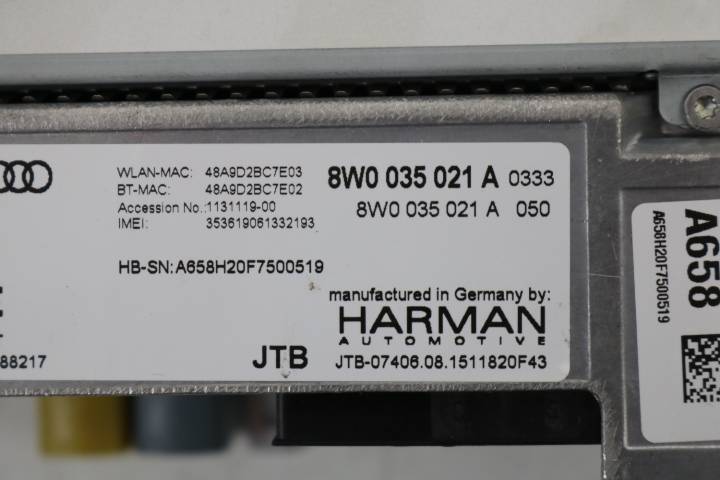 WLAN-MAC: 48A9D2BC7E03
BT-MAC: 48A9D2BC7E02
Accession No.: 1131119-00
IMEI: 353619061332193
8W0 035 021 A 0333
8W0 035 021 A 050
HB-SN: A658H20F7500519
manufactured in Germany by:
HARMAN
AUTOMOTIVE
88217
JTB
JTB-07406.08.1511820F43
A658
A658H20F7500519